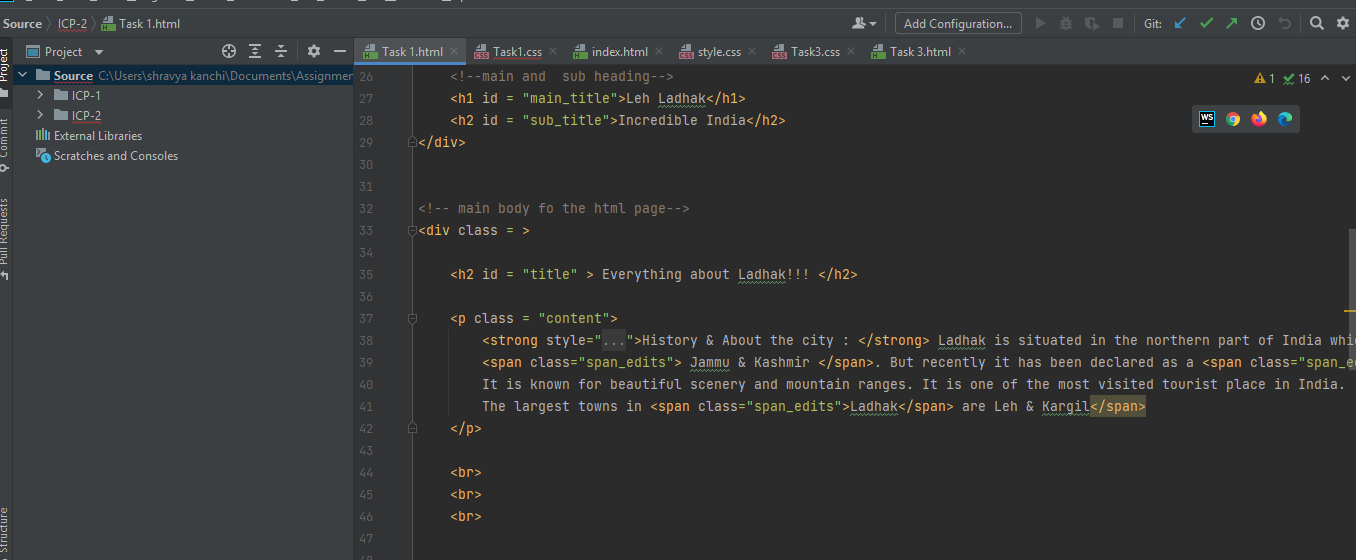 Source ICP-2 Task 1.html Add Configuration... Git:
Project Task 1.html Task1.css index.html style.css Task3.css Task 3.html
Project
Commit
Pull Requests
Structure
Source C:\Users\shravya kanchi\Documents\Assignmer
ICP-1
ICP-2
External Libraries
Scratches and Consoles
1 16
WS
26 <!--main and  sub heading-->
27 <h1 id = "main_title">Leh Ladhak</h1>
28 <h2 id = "sub_title">Incredible India</h2>
29 </div>
30
31
32 <!-- main body fo the html page-->
33 <div class = >
34
35 <h2 id = "title" > Everything about Ladhak!!! </h2>
36
37 <p class = "content">
38 <strong style="...">History & About the city : </strong> Ladhak is situated in the northern part of India whic
39 <span class="span_edits"> Jammu & Kashmir </span>. But recently it has been declared as a <span class="span_e
40 It is known for beautiful scenery and mountain ranges. It is one of the most visited tourist place in India.
41 The largest towns in <span class="span_edits">Ladhak</span> are Leh & Kargil</span>
42 </p>
43
44 <br>
45 <br>
46 <br>
47